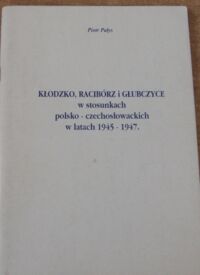 Piotr Pałys
KŁODZKO, RACIBÓRZ i GŁUBCZYCE
w stosunkach
polsko - czechosłowackich
w latach 1945 - 1947.